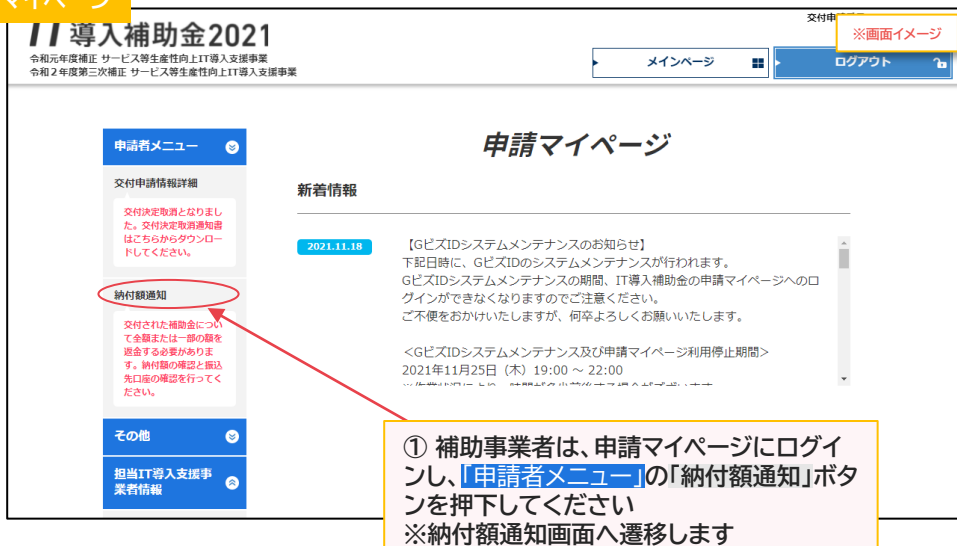 マイページ
IT導入補助金2021
令和元年度補正 サービス等生産性向上IT導入支援事業
令和2年度第三次補正 サービス等生産性向上IT導入支援事業
※画面イメージ
メインページ
ログアウト
申請者メニュー
交付申請情報詳細
交付決定取消となりまし
た。交付決定取消通知書
はこちらからダウンロー
ドしてください。
納付額通知
交付された補助金につい
て全額または一部の額を
返金する必要がありま
す。納付額の確認と振込
先口座の確認を行ってく
ださい。
その他
担当IT導入支援事
業者情報
申請マイページ
新着情報
2021.11.18
【GビズIDシステムメンテナンスのお知らせ】
下記日時に、GビズIDのシステムメンテナンスが行われます。
GビズIDシステムメンテナンスの期間、IT導入補助金の申請マイページへのロ
グインができなくなりますのでご注意ください。
ご不便をおかけいたしますが、何卒よろしくお願いいたします。
＜GビズIDシステムメンテナンス及び申請マイページ利用停止期間＞
2021年11月25日（木）19:00 ～ 22:00
① 補助事業者は、申請マイページにログイ
ンし、「申請者メニュー」の「納付額通知」ボタ
ンを押下してください
※納付額通知画面へ遷移します